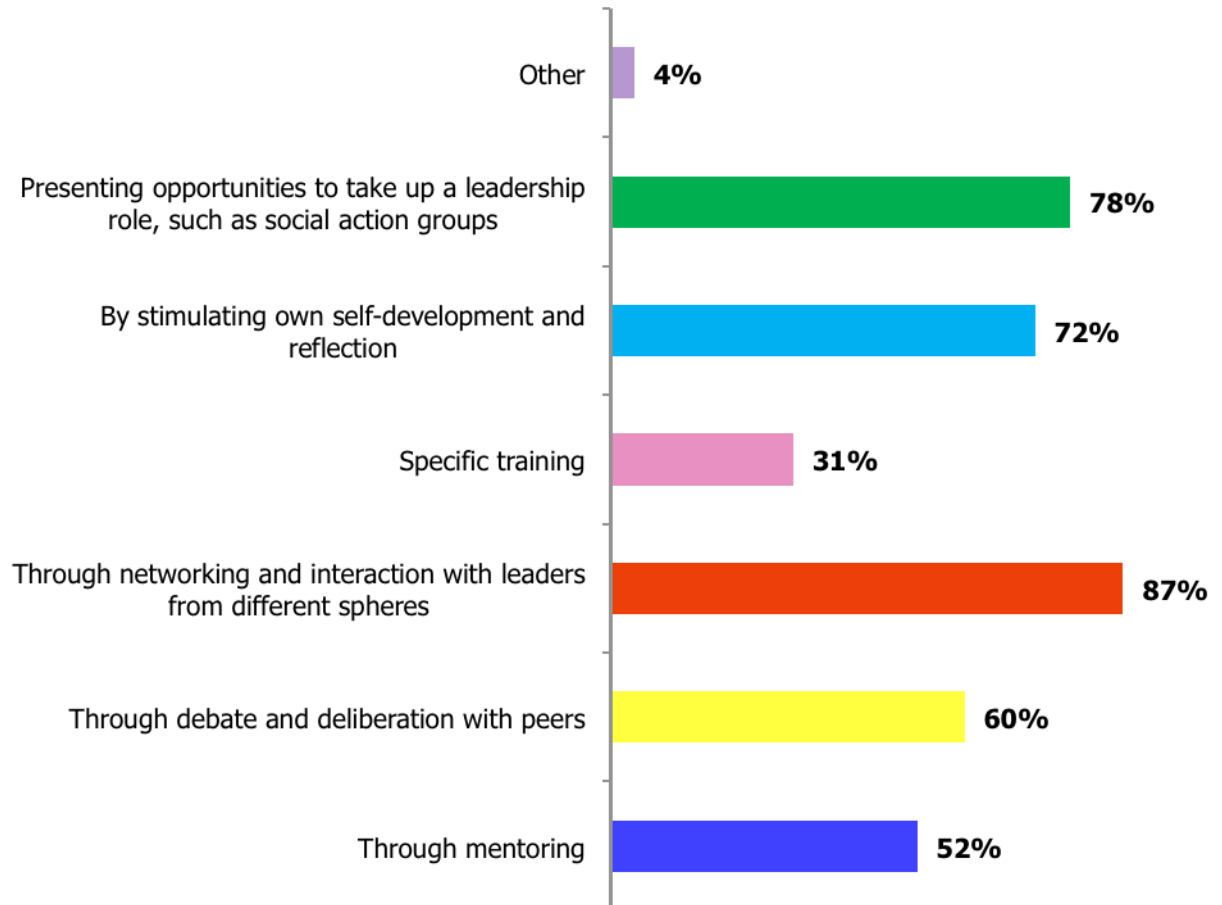 Other
4%
Presenting opportunities to take up a leadership
role, such as social action groups
78%
By stimulating own self-development and
reflection
72%
Specific training
31%
Through networking and interaction with leaders
from different spheres
87%
Through debate and deliberation with peers
60%
Through mentoring
52%